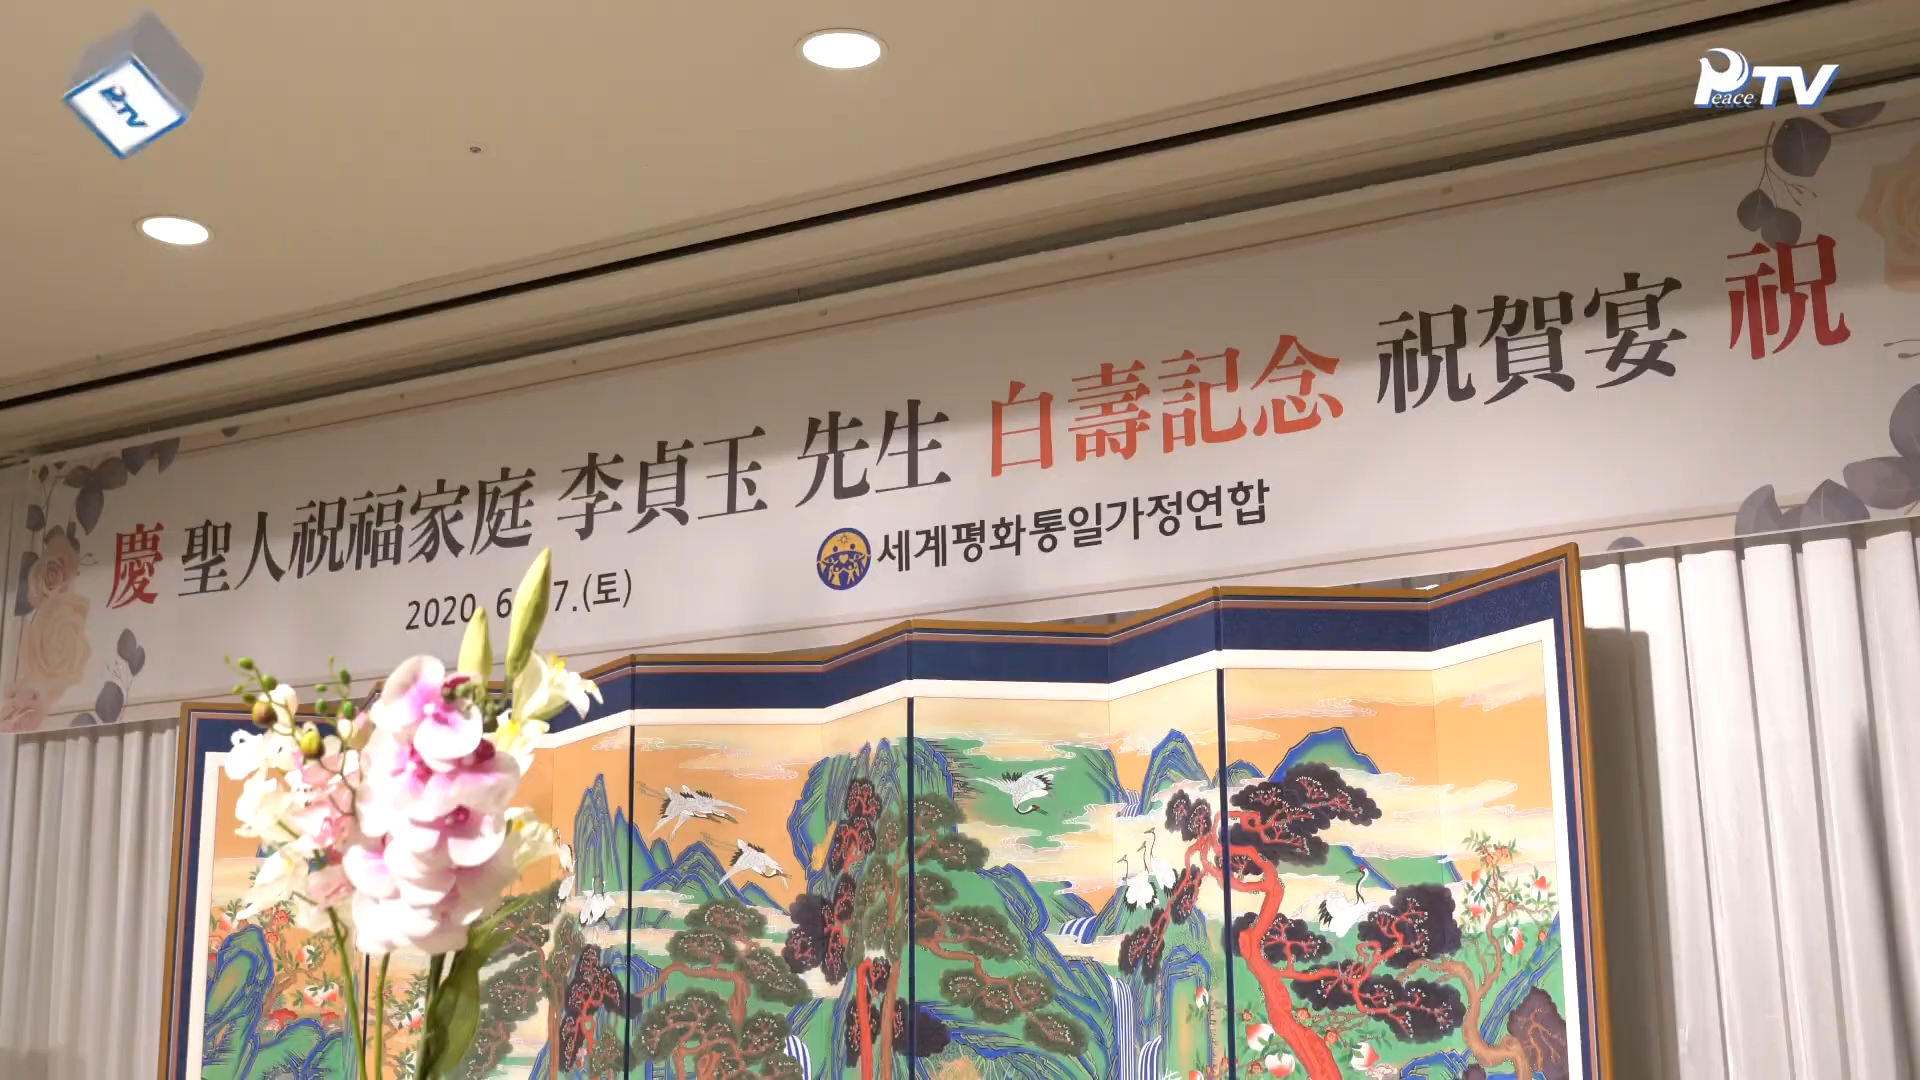 PTV
Peace TV
慶 聖人祝福家庭 李貞玉 先生 白壽記念 祝賀宴 祝
2020. 6 7.(토)
세계평화통일가정연합